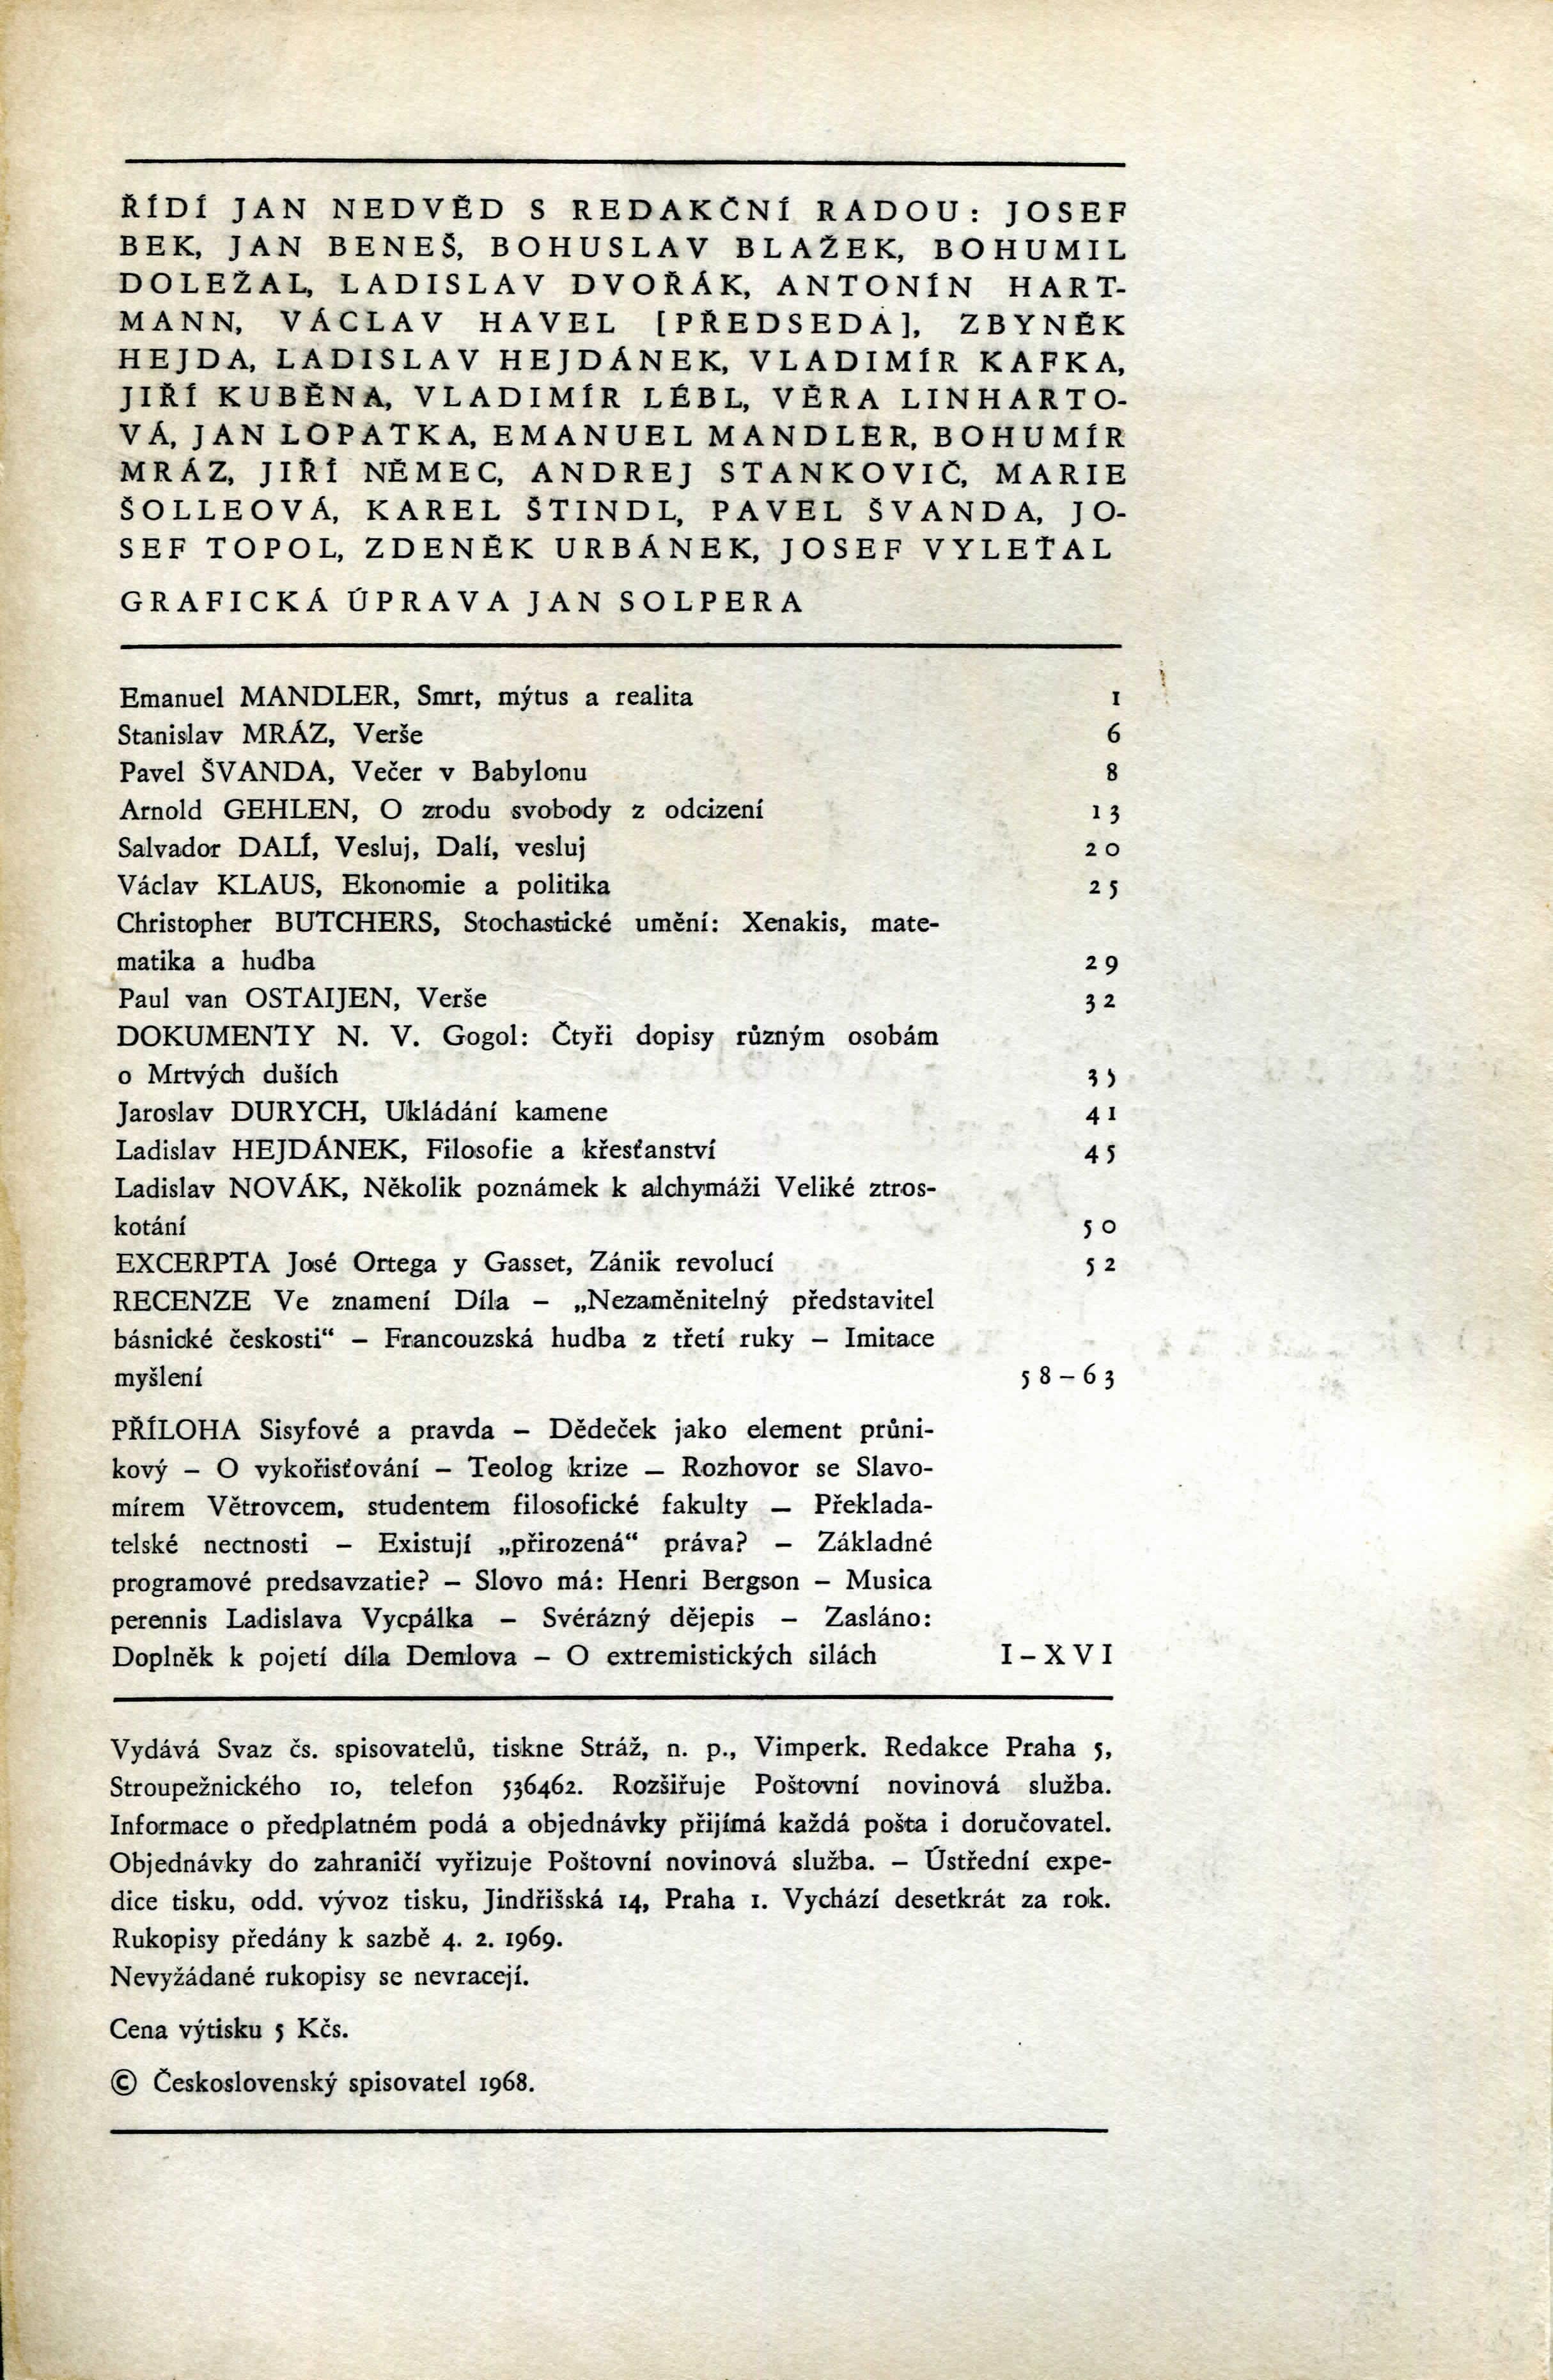 ŘÍDÍ JAN NEDVĚD S REDAKČNÍ RADOU: JOSEF
BEK, JAN BENEŠ, BOHUSLAV BLAŽEK, BOHUMIL
DOLEŽAL, LADISLAV DVOŘÁK, ANTONÍN HART-
MANN, VÁCLAV HAVEL [PŘEDSEDA], ZBYNĚK
HEJDA, LADISLAV HEJDÁNEK, VLADIMÍR KAFKA,
JIŘÍ KUBĚNA, VLADIMÍR LÉBL, VĚRA LINHARTO-
VÁ, JAN LOPATKA, EMANUEL MANDLER, BOHUMÍR
MRÁZ, JIŘÍ NĚMEC, ANDREJ STANKOVIČ, MARIE
ŠOLLEOVÁ, KAREL ŠTINDL, PAVEL ŠVANDA, JO-
SEF TOPOL, ZDENĚK URBÁNEK, JOSEF VYLEŤAL
GRAFICKÁ ÚPRAVA JAN SOLPERA
Emanuel MANDLER, Smrt, mýtus a realita 1
Stanislav MRÁZ, Verše 6
Pavel ŠVANDA, Večer v Babylonu 8
Arnold GEHLEN, O zrodu svobody z odcizení 13
Salvador DALÍ, Vesluj, Dalí, vesluj 20
Václav KLAUS, Ekonomie a politika 25
Christopher BUTCHERS, Stochastické umění: Xenakis, mate-
matika a hudba 29
Paul van OSTAIJEN, Verše 32
DOKUMENTY N. V. Gogol: Čtyři dopisy různým osobám
o Mrtvých duších 35
Jaroslav DURYCH, Ukládání kamene 41
Ladislav HEJDÁNEK, Filosofie a křesťanství 45
Ladislav NOVÁK, Několik poznámek k alchymáži Veliké ztros-
kotání 50
EXCERPTA José Ortega y Gasset, Zánik revolucí 52
RECENZE Ve znamení Díla – „Nezaměnitelný představitel
básnické českosti“ – Francouzská hudba z třetí ruky – Imitace
myšlení 58–63
PŘÍLOHA Sisyfové a pravda – Dědeček jako element průni-
kový – O vykořisťování – Teolog krize – Rozhovor se Slavo-
mírem Větrovcem, studentem filosofické fakulty – Překlada-
telské nectnosti – Existují „přirozená“ práva? – Základné
programové predsavzatie? – Slovo má: Henri Bergson – Musica
perennis Ladislava Vycpálka – Svérázný dějepis – Zasláno:
Doplněk k pojetí díla Demlova – O extremistických silách I–XVI
Vydává Svaz čs. spisovatelů, tiskne Stráž, n. p., Vimperk. Redakce Praha 5,
Stroupežnického 10, telefon 536462. Rozšiřuje Poštovní novinová služba.
Informace o předplatném podá a objednávky přijímá každá pošta i doručovatel.
Objednávky do zahraničí vyřizuje Poštovní novinová služba. – Ústřední expe-
dice tisku, odd. vývoz tisku, Jindřišská 14, Praha 1. Vychází desetkrát za rok.
Rukopisy předány k sazbě 4. 2. 1969.
Nevyžádané rukopisy se nevracejí.
Cena výtisku 5 Kčs.
© Československý spisovatel 1968.